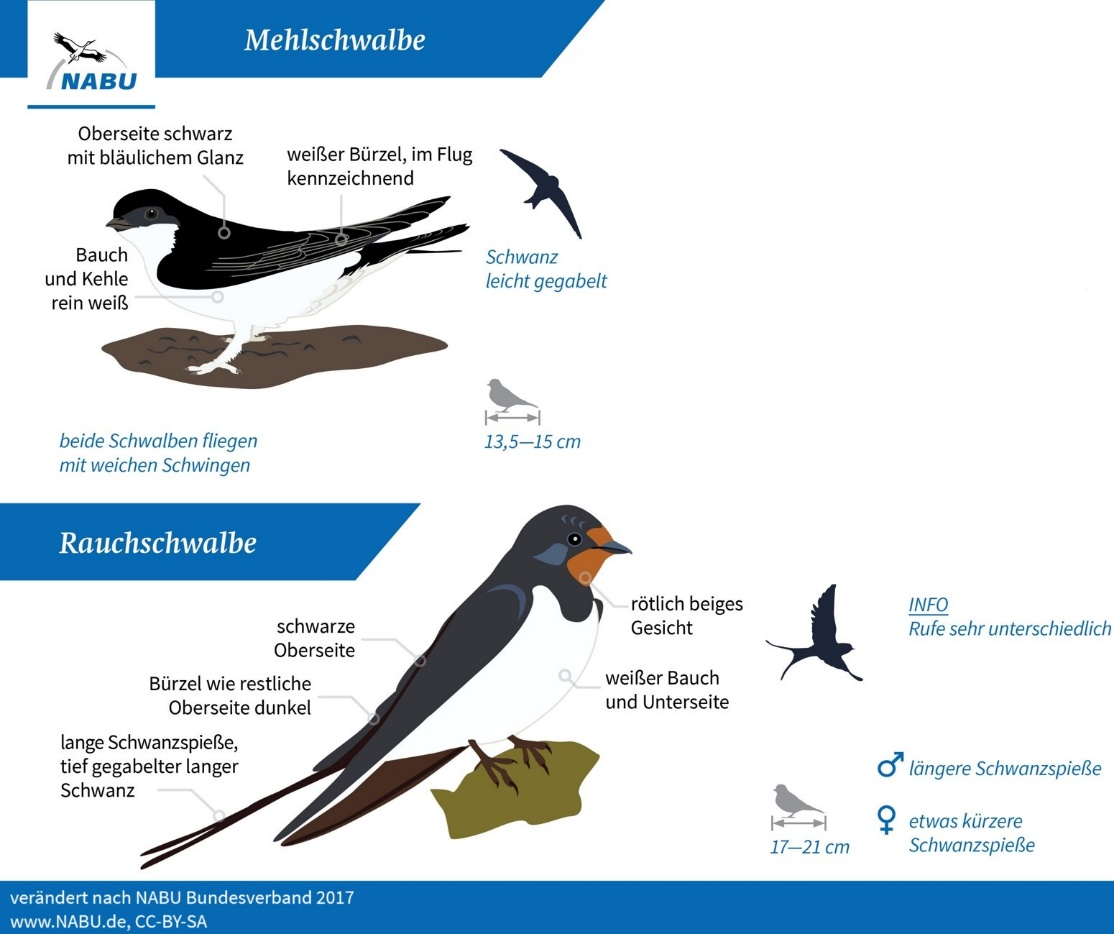 Mehlschwalbe
NABU
Oberseite schwarz
mit bläulichem Glanz
weißer Bürzel, im Flug
kennzeichnend
Bauch
und Kehle
rein weiß
Schwanz
leicht gegabelt
13,5—15 cm
beide Schwalben fliegen
mit weichen Schwingen
Rauchschwalbe
rötlich beiges
Gesicht
INFO
Rufe sehr unterschiedlich
schwarze
Oberseite
weißer Bauch
und Unterseite
Bürzel wie restliche
Oberseite dunkel
lange Schwanzspieße,
tief gegabelter langer
Schwanz
♂ längere Schwanzspieße
♀ etwas kürzere
Schwanzspieße
17—21 cm
verändert nach NABU Bundesverband 2017
www.NABU.de, CC-BY-SA